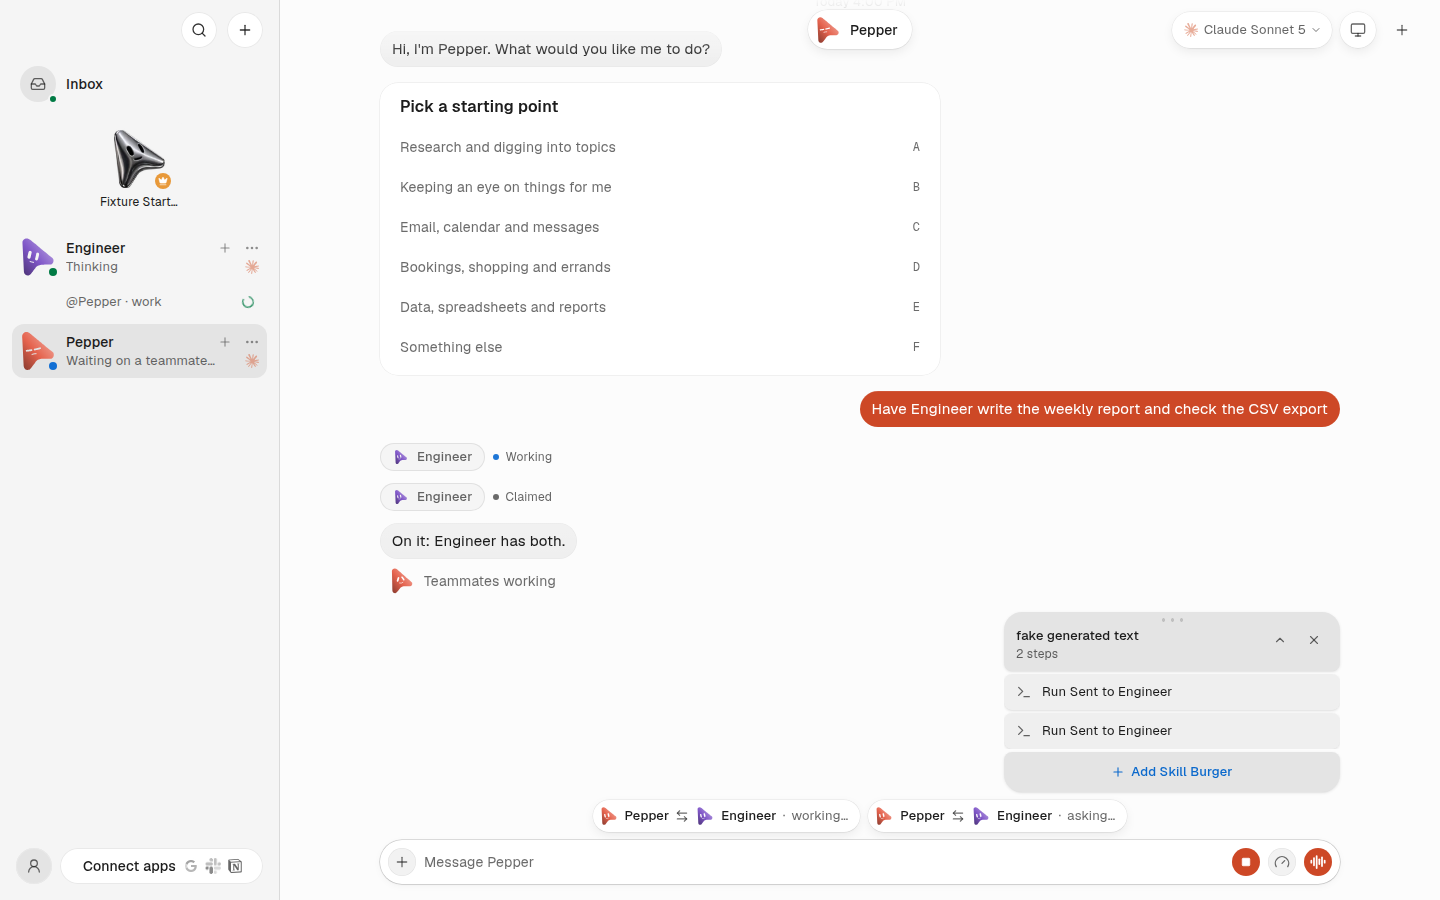 Inbox
Fixture Start...
Engineer
Thinking
@Pepper · work
Pepper
Waiting on a teammate...
Connect apps
Pepper
Claude Sonnet 5
Hi, I'm Pepper. What would you like me to do?
Pick a starting point
Research and digging into topics A
Keeping an eye on things for me B
Email, calendar and messages C
Bookings, shopping and errands D
Data, spreadsheets and reports E
Something else F
Have Engineer write the weekly report and check the CSV export
Engineer Working
Engineer Claimed
On it: Engineer has both.
Teammates working
fake generated text
2 steps
Run Sent to Engineer
Run Sent to Engineer
Add Skill Burger
Pepper Engineer · working...
Pepper Engineer · asking...
Message Pepper